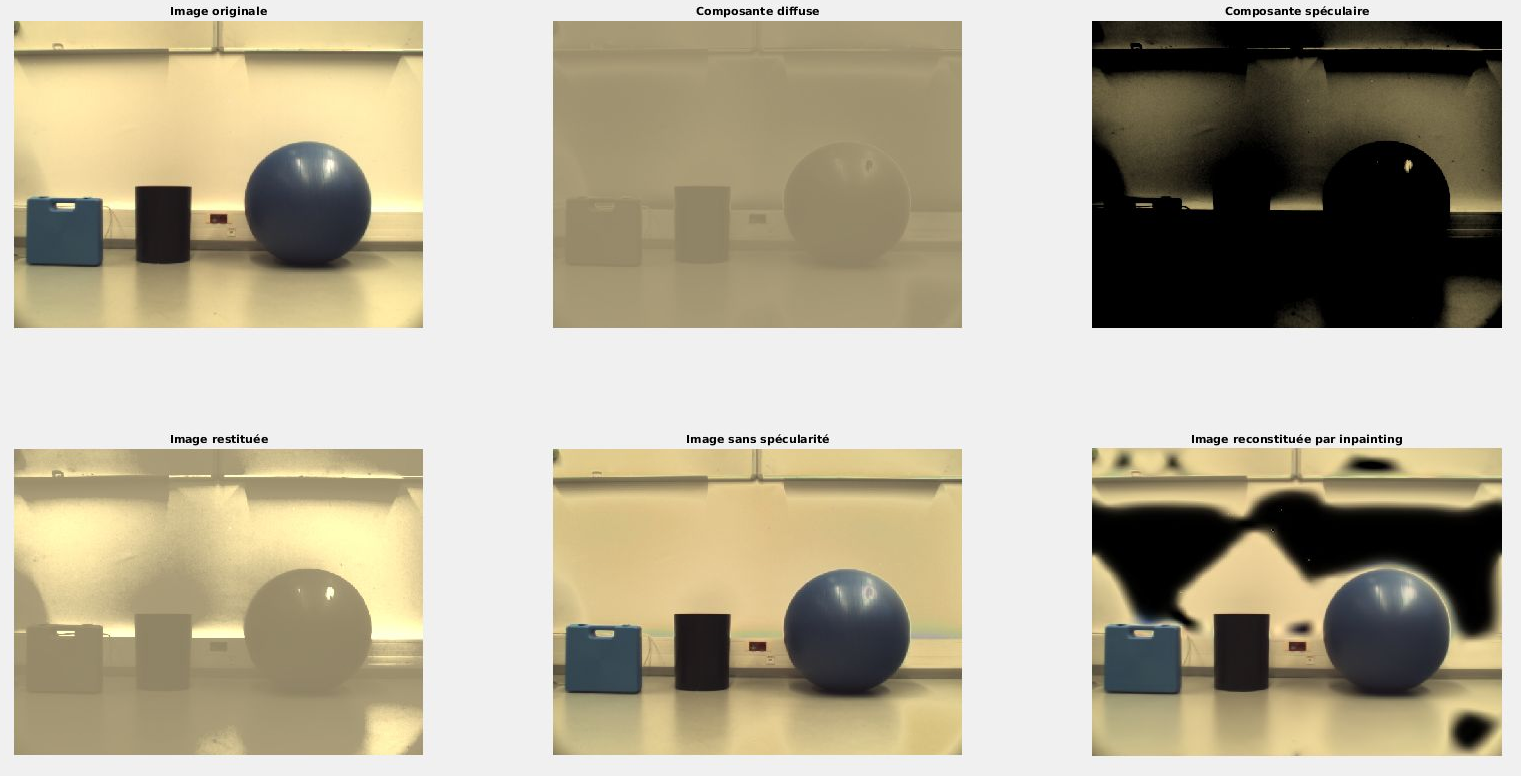 Image originale
Composante diffuse
Composante spéculaire
Image restituée
Image sans spécularité
Image reconstituée par inpainting